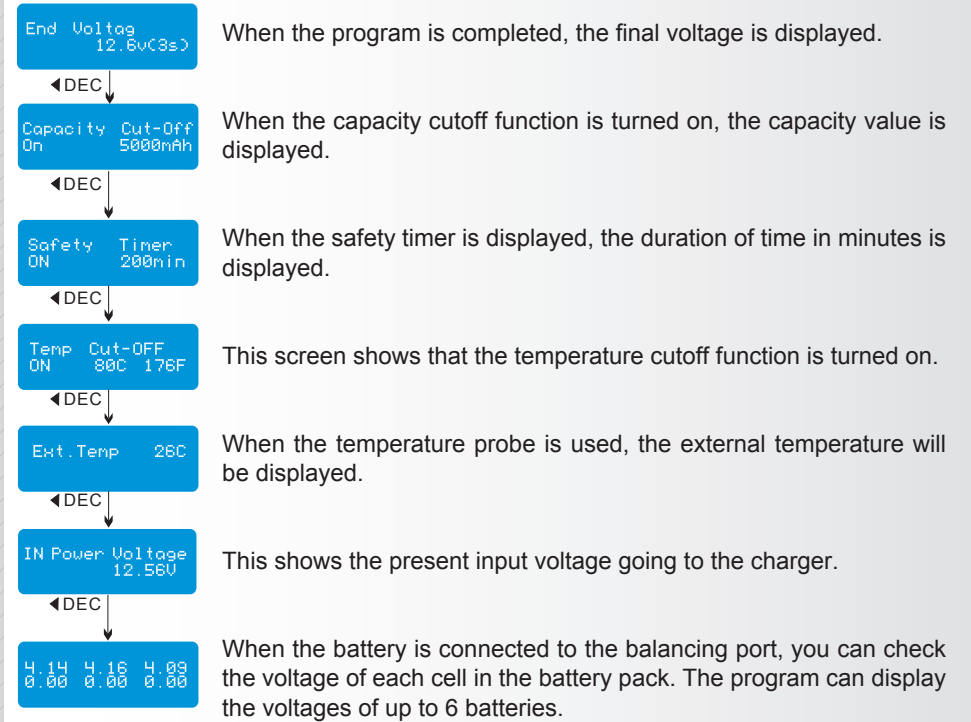 End Voltag
12.6v(3s)
When the program is completed, the final voltage is displayed.
◀DEC
Capacity Cut-Off
On 5000mAh
When the capacity cutoff function is turned on, the capacity value is
displayed.
◀DEC
Safety Timer
ON 200min
When the safety timer is displayed, the duration of time in minutes is
displayed.
◀DEC
Temp Cut-OFF
ON 80C 176F
This screen shows that the temperature cutoff function is turned on.
◀DEC
Ext.Temp 26C
When the temperature probe is used, the external temperature will
be displayed.
◀DEC
IN Power Voltage
12.56V
This shows the present input voltage going to the charger.
◀DEC
4.14 4.16 4.09
0.00 0.00 0.00
When the battery is connected to the balancing port, you can check
the voltage of each cell in the battery pack. The program can display
the voltages of up to 6 batteries.